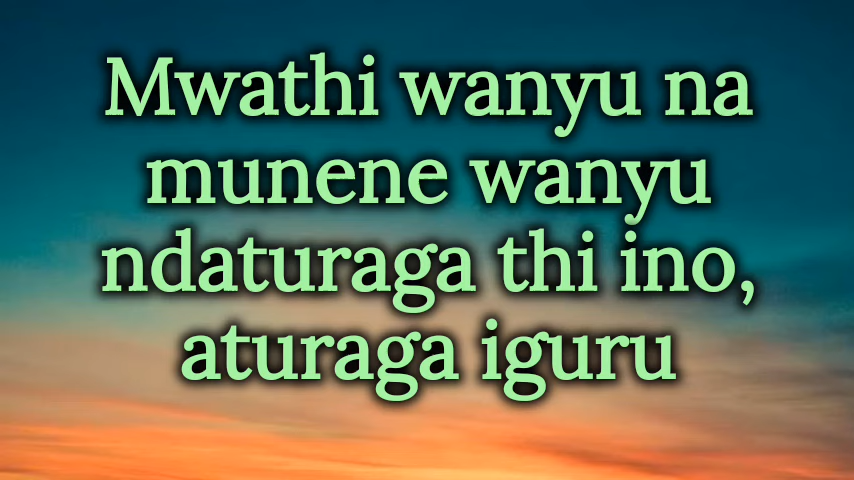 Mwathi wanyu na
munene wanyu
ndaturaga thi ino,
aturaga iguru